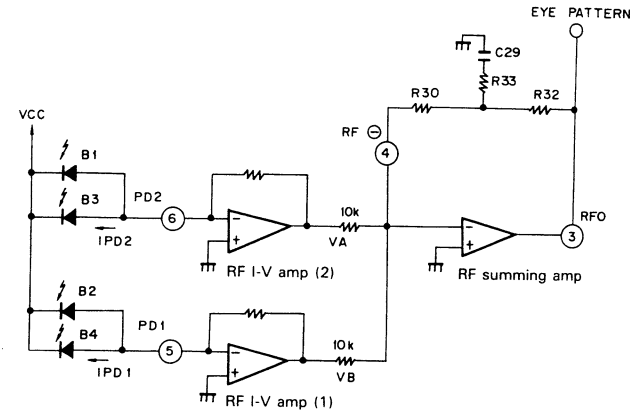 EYE PATTERN
C29
R33
R30
R32
VCC
RF ⊖
4
B1
B3
PD2
6
IPD2
−
+
10k
VA
RF I-V amp (2)
−
+
RFO
3
RF summing amp
B2
B4
PD1
5
IPD1
−
+
10k
VB
RF I-V amp (1)